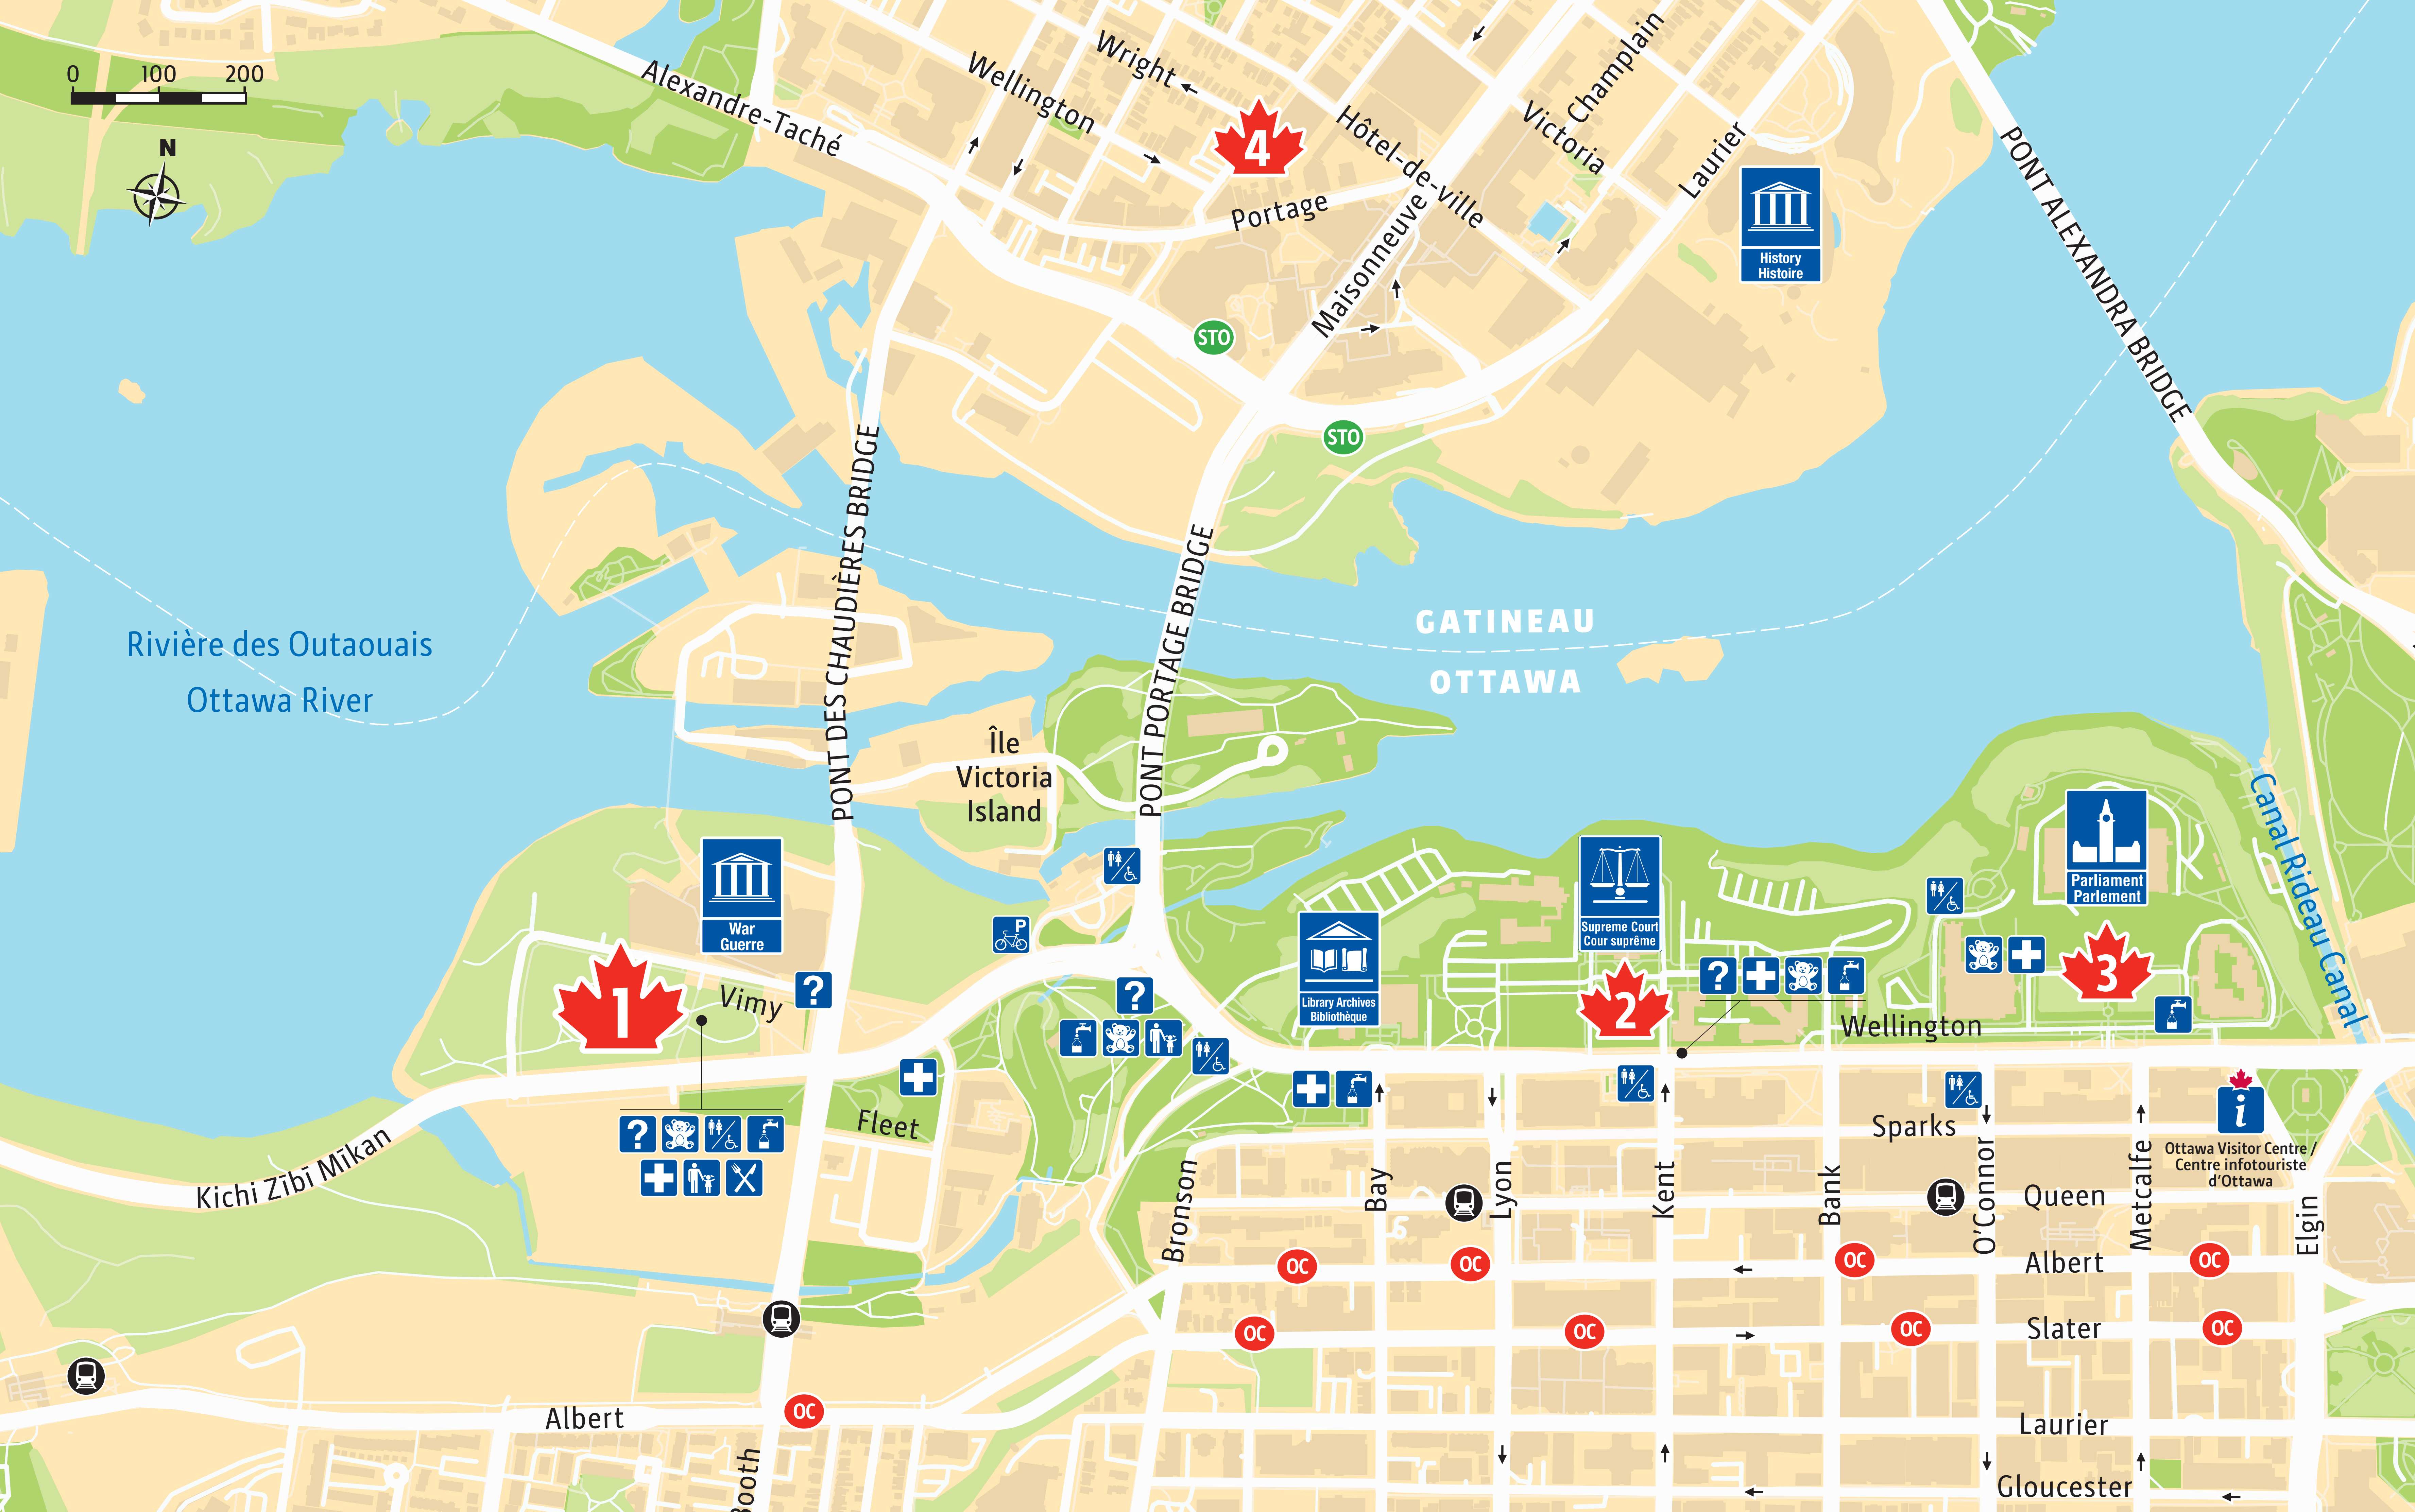 0 100 200
N
Alexandre-Taché
Wellington
Wright
4
Hôtel-de-ville
Portage
Maisonneuve
Victoria
Champlain
Laurier
History
Histoire
PONT ALEXANDRA BRIDGE
STO
STO
PONT DES CHAUDIÈRES BRIDGE
PONT PORTAGE BRIDGE
GATINEAU
OTTAWA
Rivière des Outaouais
Ottawa River
Île
Victoria
Island
War
Guerre
1
Vimy
?
P
?
Library Archives
Bibliothèque
Supreme Court
Cour suprême
2
?
Parliament
Parlement
3
Canal Rideau Canal
Wellington
Kichi Zībī Mīkan
?
Fleet
Sparks
i
Ottawa Visitor Centre /
Centre infotouriste
d'Ottawa
Bronson
Bay
Lyon
Kent
Bank
O'Connor
Metcalfe
Elgin
Queen
6
OC
OC
OC
Albert
OC
OC
OC
OC
Slater
OC
Albert
OC
Laurier
Booth
Gloucester